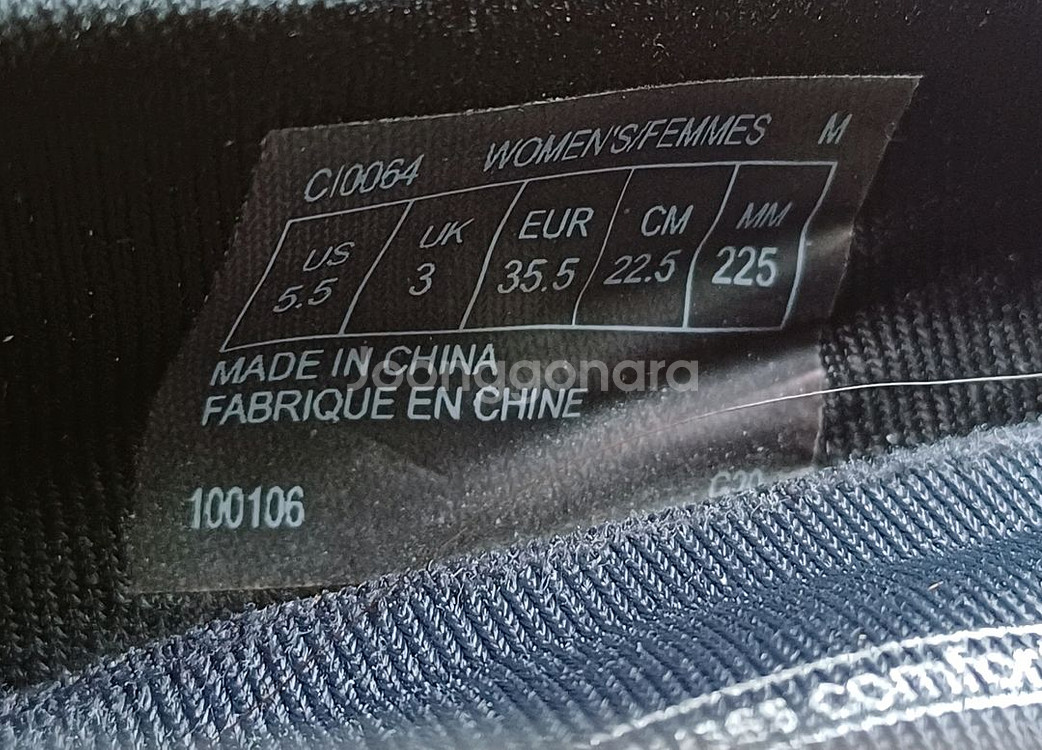 CI0064 WOMEN'S/FEMMES M
US UK EUR CM MM
5.5 3 35.5 22.5 225
MADE IN CHINA
Joongaonara
FABRIQUE EN CHINE
100106